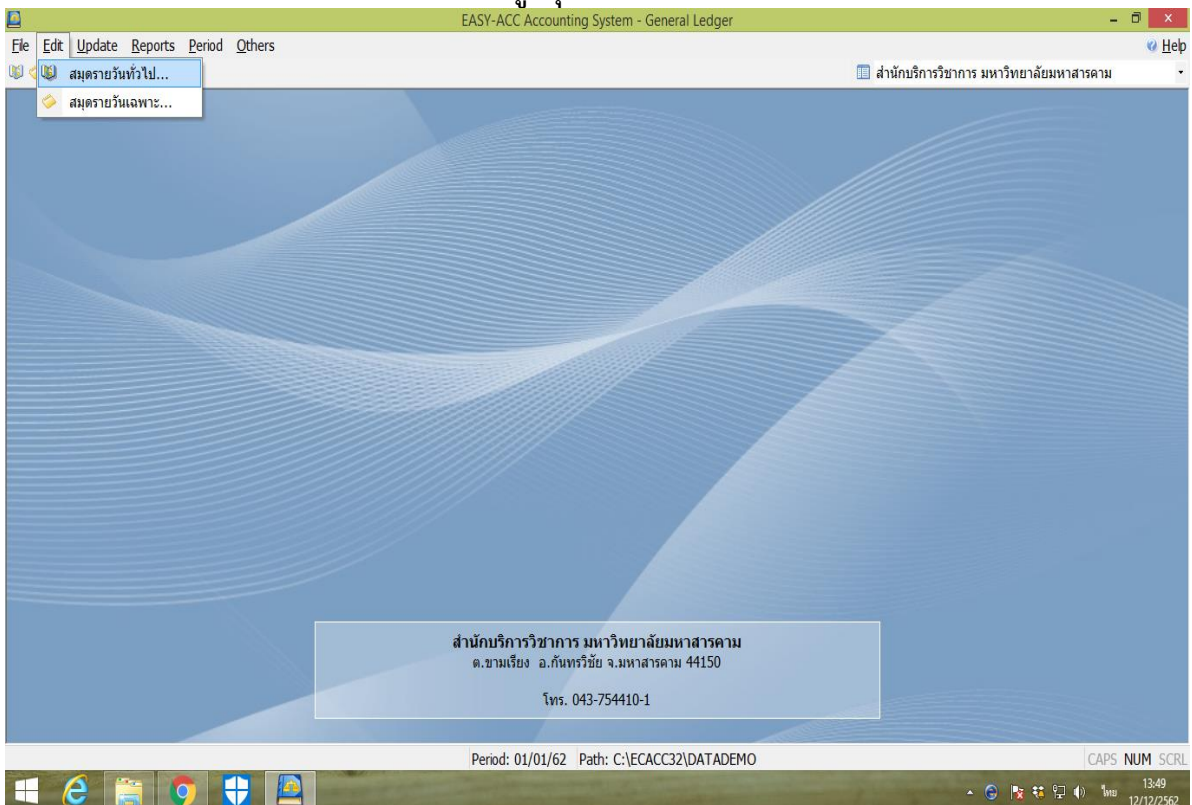 EASY-ACC Accounting System - General Ledger
File Edit Update Reports Period Others Help
สมุดรายวันทั่วไป... สำนักบริการวิชาการ มหาวิทยาลัยมหาสารคาม
สมุดรายวันเฉพาะ...
สำนักบริการวิชาการ มหาวิทยาลัยมหาสารคาม
ต.ขามเรียง อ.กันทรวิชัย จ.มหาสารคาม 44150
โทร. 043-754410-1
Period: 01/01/62 Path: C:\ECACC32\DATADEMO CAPS NUM SCRL
ไทย 13:49
12/12/2562